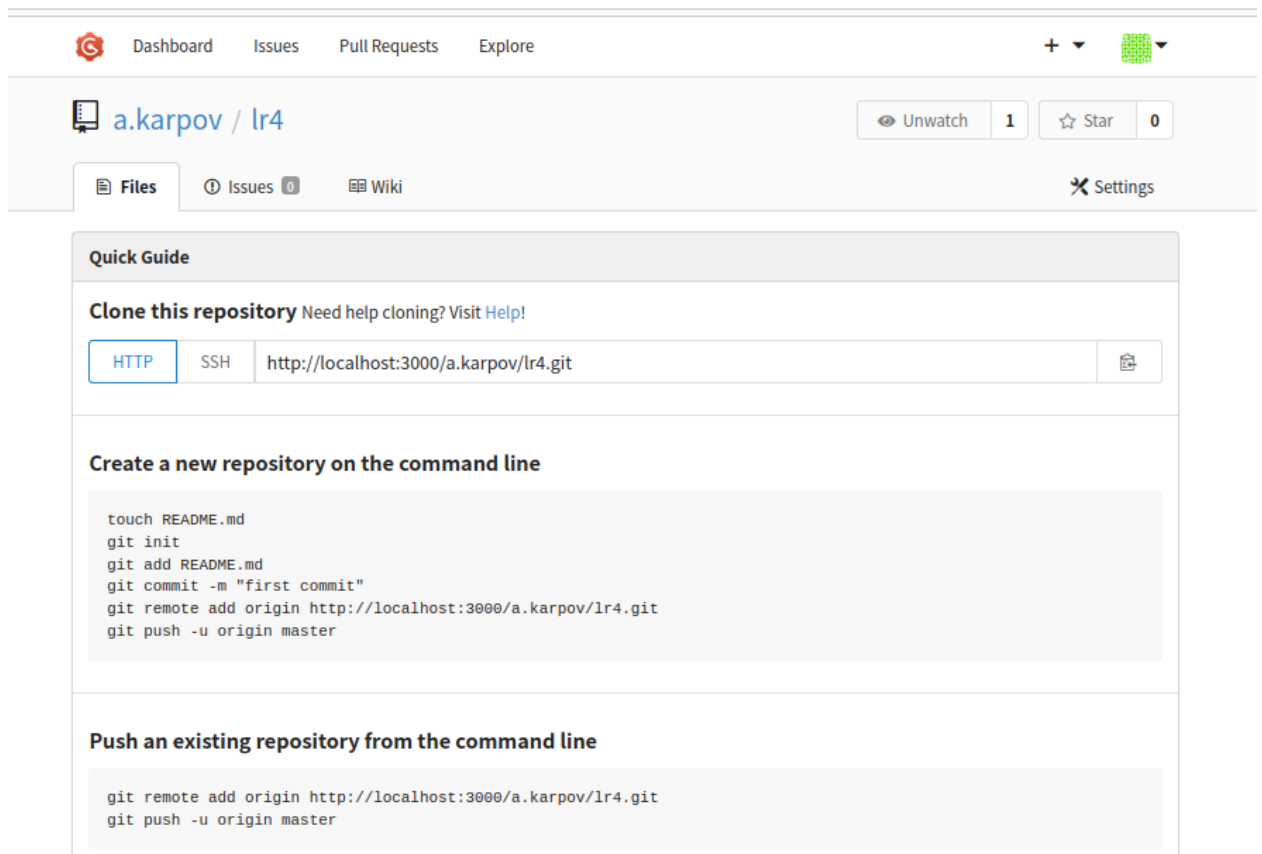 Dashboard Issues Pull Requests Explore
a.karpov / lr4
Unwatch 1 Star 0
Files Issues 0 Wiki Settings
Quick Guide
Clone this repository Need help cloning? Visit Help!
HTTP SSH http://localhost:3000/a.karpov/lr4.git
Create a new repository on the command line
touch README.md
git init
git add README.md
git commit -m "first commit"
git remote add origin http://localhost:3000/a.karpov/lr4.git
git push -u origin master
Push an existing repository from the command line
git remote add origin http://localhost:3000/a.karpov/lr4.git
git push -u origin master